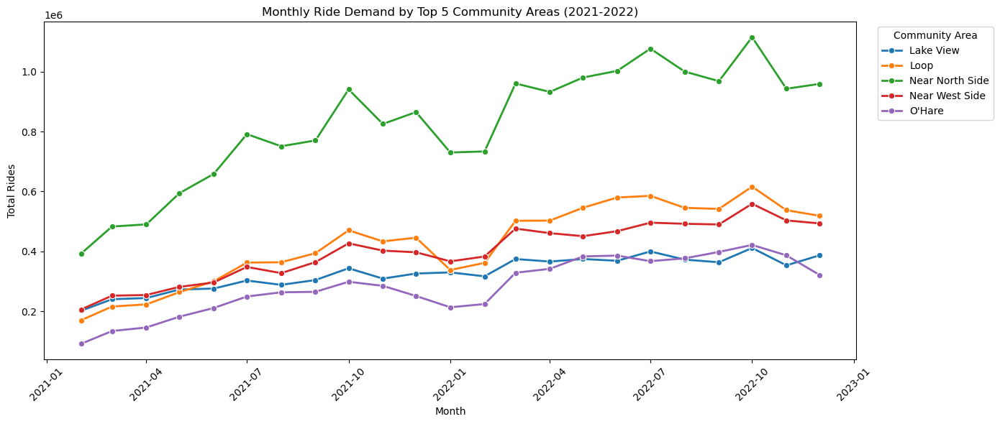 Monthly Ride Demand by Top 5 Community Areas (2021-2022)
1e6
1.0
0.8
0.6
0.4
0.2
Total Rides
2021-01
2021-04
2021-07
2021-10
2022-01
2022-04
2022-07
2022-10
2023-01
Month
Community Area
Lake View
Loop
Near North Side
Near West Side
O'Hare